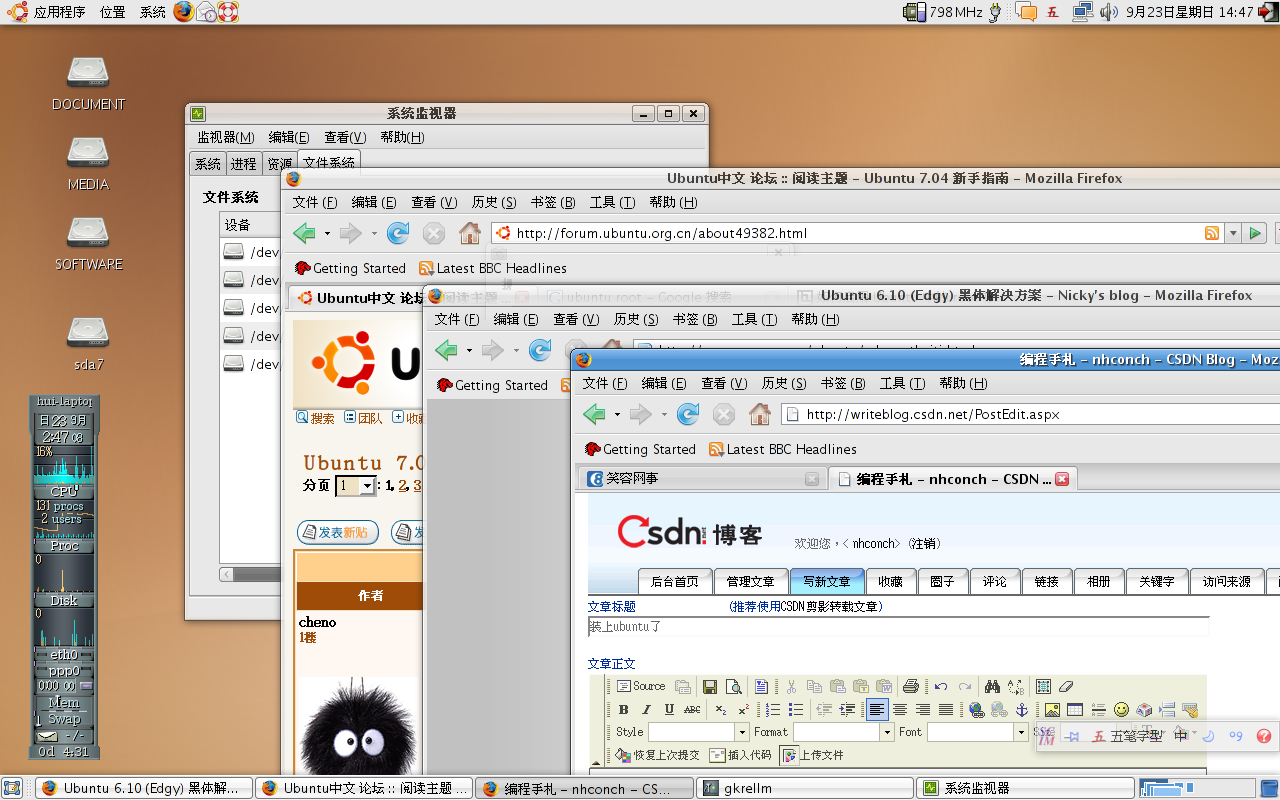 应用程序 位置 系统 798 MHz 五 9月23日星期日 14:47
DOCUMENT
MEDIA
SOFTWARE
sda7
系统监视器
监视器(M) 编辑(E) 查看(V) 帮助(H)
系统 进程 资源 文件系统
文件系统
设备
/dev
/dev
/dev
/dev
/dev
Ubuntu中文 论坛 :: 阅读主题 – Ubuntu 7.04 新手指南 – Mozilla Firefox
文件 (F) 编辑 (E) 查看 (V) 历史 (S) 书签 (B) 工具 (T) 帮助 (H)
http://forum.ubuntu.org.cn/about49382.html
Getting Started Latest BBC Headlines
Ubuntu中文 论坛 阅读主题 ... ubuntu root – Google 搜索
搜索 团队 收藏
Ubuntu 7.0
分页 1 : 1, 2, 3
发表新贴 发
作者
cheno
1楼
Ubuntu 6.10 (Edgy) 黑体解决方案 – Nicky's blog – Mozilla Firefox
文件 (F) 编辑 (E) 查看 (V) 历史 (S) 书签 (B) 工具 (T) 帮助 (H)
Getting Started
编程手札 – nhconch – CSDN Blog – Moz
文件 (F) 编辑 (E) 查看 (V) 历史 (S) 书签 (B) 工具 (T) 帮助 (H)
http://writeblog.csdn.net/PostEdit.aspx
Getting Started Latest BBC Headlines
笑容网事 编程手札 – nhconch – CSDN ...
Csdn.net 博客 欢迎您，< nhconch> (注销)
后台首页 管理文章 写新文章 收藏 圈子 评论 链接 相册 关键字 访问来源
文章标题 (推荐使用CSDN剪影转载文章)
装上ubuntu了
文章正文
Source
B I U ABC X2 X2
Style Format Font
恢复上次提交 插入代码 上传文件
五笔字型 中
hui-laptop
日 23 9月
2:47 08
16%
CPU
131 procs
2 users
Proc
0
Disk
0
eth0
ppp0
000 00
Mem
Swap
-/-
0d 4:31
Ubuntu 6.10 (Edgy) 黑体解... Ubuntu中文 论坛 :: 阅读主题 ... 编程手札 – nhconch – CS... gkrellm 系统监视器